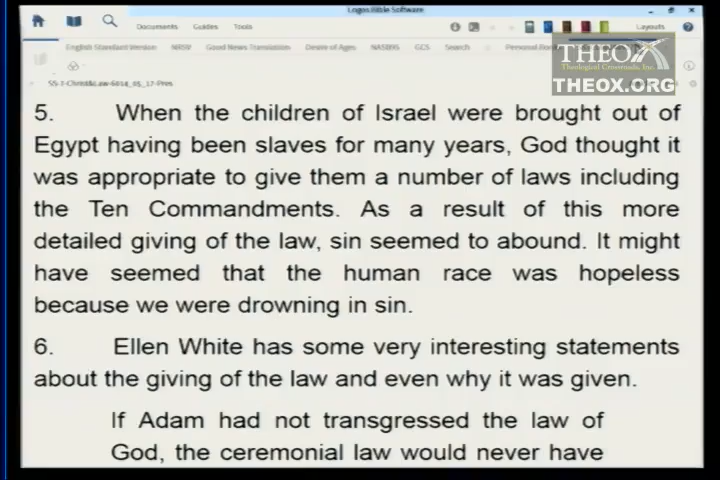 Logos Bible Software
Documents Guides Tools Layouts
English Standard Version NRSV Good News Translation Desire of Ages NASB95 GCS Search Personal
THEOX
Theological Crossroads, Inc.
THEOX.ORG
5. When the children of Israel were brought out of
Egypt having been slaves for many years, God thought it
was appropriate to give them a number of laws including
the Ten Commandments. As a result of this more
detailed giving of the law, sin seemed to abound. It might
have seemed that the human race was hopeless
because we were drowning in sin.
6. Ellen White has some very interesting statements
about the giving of the law and even why it was given.
If Adam had not transgressed the law of
God, the ceremonial law would never have